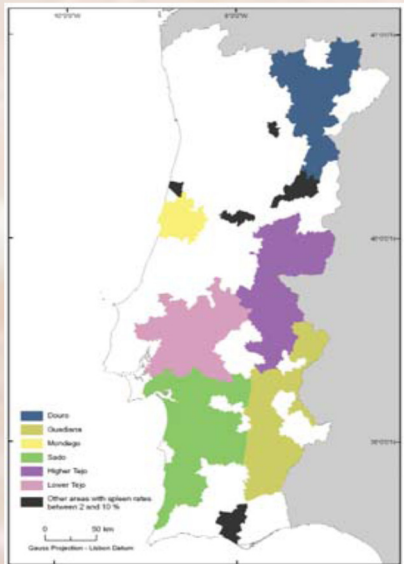 Douro
Guadiana
Mondego
Sado
Higher Tejo
Lower Tejo
Other areas with spleen rates
between 2 and 10 %
0 50 km
Gauss Projection - Lisbon Datum